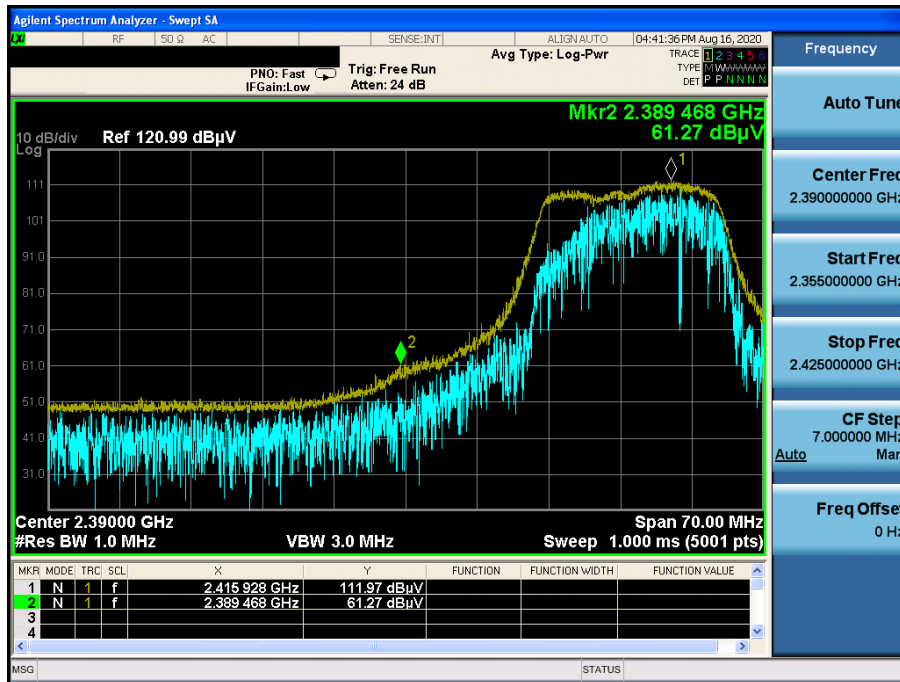 Agilent Spectrum Analyzer - Swept SA
LXI RF 50 Ω AC SENSE:INT ALIGN AUTO 04:41:36 PM Aug 16, 2020
Avg Type: Log-Pwr TRACE 1 2 3 4 5 6
PNO: Fast Trig: Free Run TYPE M W W W W W
IFGain:Low Atten: 24 dB DET P P N N N N
Mkr2 2.389 468 GHz
61.27 dBµV
10 dB/div Ref 120.99 dBµV
Log
1
111
101
91.0
81.0
71.0
2
61.0
51.0
41.0
31.0
Center 2.39000 GHz Span 70.00 MHz
#Res BW 1.0 MHz VBW 3.0 MHz Sweep 1.000 ms (5001 pts)
MKR MODE TRC SCL X Y FUNCTION FUNCTION WIDTH FUNCTION VALUE
1 N 1 f 2.415 928 GHz 111.97 dBµV
2 N 1 f 2.389 468 GHz 61.27 dBµV
3
4
MSG STATUS
Frequency
Auto Tune
Center Freq
2.390000000 GHz
Start Freq
2.355000000 GHz
Stop Freq
2.425000000 GHz
CF Step
7.000000 MHz
Auto Man
Freq Offset
0 Hz